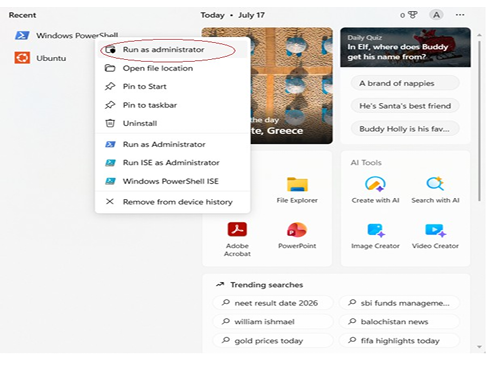 Recent
Today • July 17
0
A
Windows PowerShell
Ubuntu
Run as administrator
Open file location
Pin to Start
Pin to taskbar
Uninstall
Run as Administrator
Run ISE as Administrator
Windows PowerShell ISE
Remove from device history
the day
te, Greece
Daily Quiz
In Elf, where does Buddy
get his name from?
A brand of nappies
He's Santa's best friend
Buddy Holly is his fav...
File Explorer
Adobe
Acrobat
PowerPoint
AI Tools
Create with AI
Search with AI
Image Creator
Video Creator
Trending searches
neet result date 2026
sbi funds manageme...
william ishmael
balochistan news
gold prices today
fifa highlights today